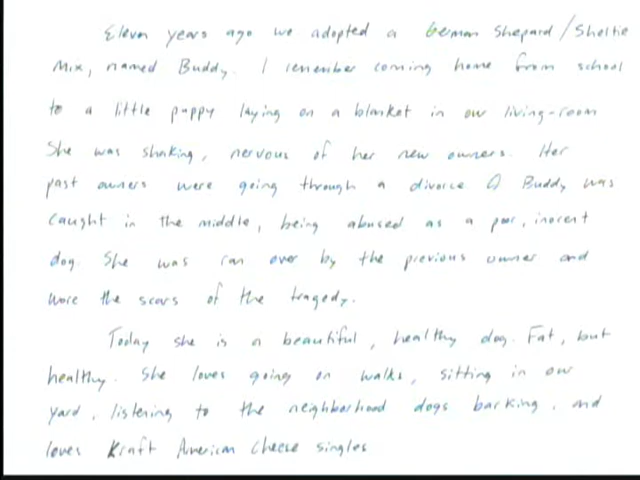 Eleven years ago we adopted a German Shepard/Sheltie
Mix, named Buddy. I remember coming home from school
to a little puppy laying on a blanket in our living-room
She was shaking, nervous of her new owners. Her
past owners were going through a divorce Buddy was
caught in the middle, being abused as a poor, inocent
dog. She was ran over by the previous owner and
wore the scars of the tragedy.
Today she is a beautiful, healthy dog. Fat, but
healthy. She loves going on walks, sitting in our
yard, listening to the neighborhood dogs barking, and
loves Kraft American Cheese singles